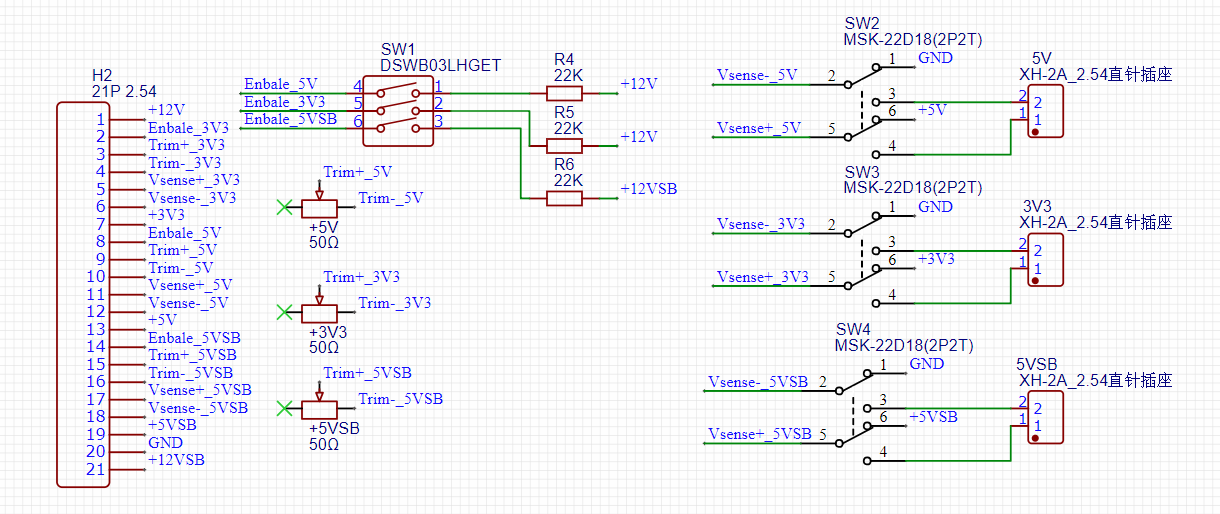 H2
21P 2.54
1 +12V
2 Enbale_3V3
3 Trim+_3V3
4 Trim-_3V3
5 Vsense+_3V3
6 Vsense-_3V3
7 +3V3
8 Enbale_5V
9 Trim+_5V
10 Trim-_5V
11 Vsense+_5V
12 Vsense-_5V
13 +5V
14 Enbale_5VSB
15 Trim+_5VSB
16 Trim-_5VSB
17 Vsense+_5VSB
18 Vsense-_5VSB
19 +5VSB
20 GND
21 +12VSB
SW1
DSWB03LHGET
Enbale_5V 4 1
Enbale_3V3 5 2
Enbale_5VSB 6 3
R4
22K +12V
R5
22K +12V
R6
22K +12VSB
Trim+_5V
Trim-_5V
+5V
50Ω
Trim+_3V3
Trim-_3V3
+3V3
50Ω
Trim+_5VSB
Trim-_5VSB
+5VSB
50Ω
SW2
MSK-22D18(2P2T)
1 GND
Vsense-_5V 2
3
6 +5V
Vsense+_5V 5
4
5V
XH-2A_2.54直针插座
2 2
1 1
SW3
MSK-22D18(2P2T)
1 GND
Vsense-_3V3 2
3
6 +3V3
Vsense+_3V3 5
4
3V3
XH-2A_2.54直针插座
2 2
1 1
SW4
MSK-22D18(2P2T)
1 GND
Vsense-_5VSB 2
3
6 +5VSB
Vsense+_5VSB 5
4
5VSB
XH-2A_2.54直针插座
2 2
1 1